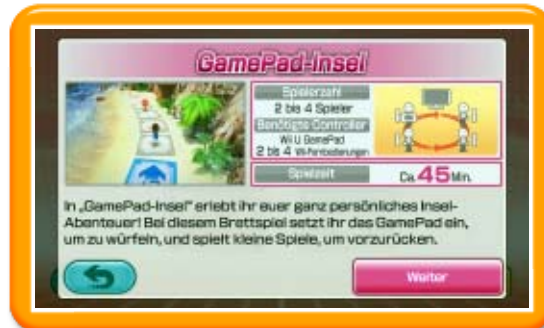 GamePad-Insel
Spielerzahl
2 bis 4 Spieler
Benötigte Controller
Wii U GamePad
2 bis 4 Wii-Fernbedienungen
Spielzeit
Ca. 45 Min.
In „GamePad-Insel“ erlebt ihr euer ganz persönliches Insel-
Abenteuer! Bei diesem Brettspiel setzt ihr das GamePad ein,
um zu würfeln, und spielt kleine Spiele, um vorzurücken.
Weiter